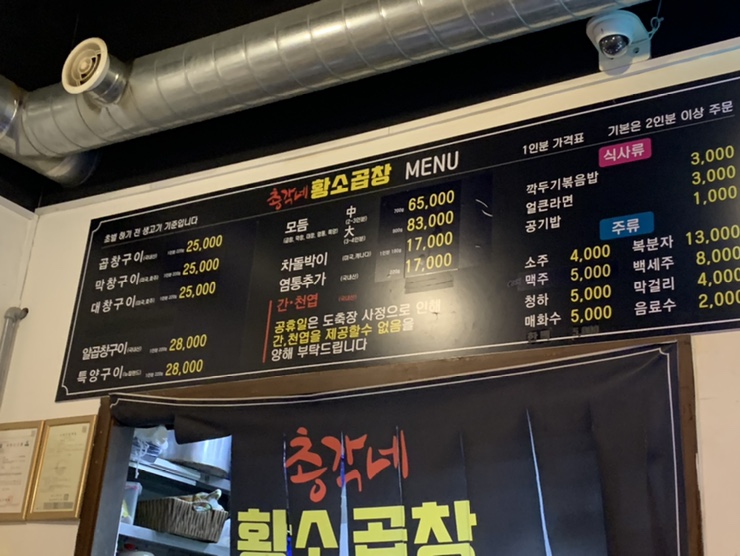 총각네 황소곱창 MENU
1인분 가격표 기본은 2인분 이상 주문
초벌 하기 전 생고기 기준입니다
곱창구이 25,000
막창구이 25,000
대창구이 25,000
알곱창구이 28,000
특양구이 28,000
모듬
中 65,000
大 83,000
차돌박이 17,000
염통추가 17,000
간·천엽
공휴일은 도축장 사정으로 인해
간,천엽을 제공할수 없음을
양해 부탁드립니다
식사류
깍두기볶음밥 3,000
얼큰라면 3,000
공기밥 1,000
주류
소주 4,000
맥주 5,000
청하 5,000
매화수 5,000
복분자 13,000
백세주 8,000
막걸리 4,000
음료수 2,000
총각네
황소곱창